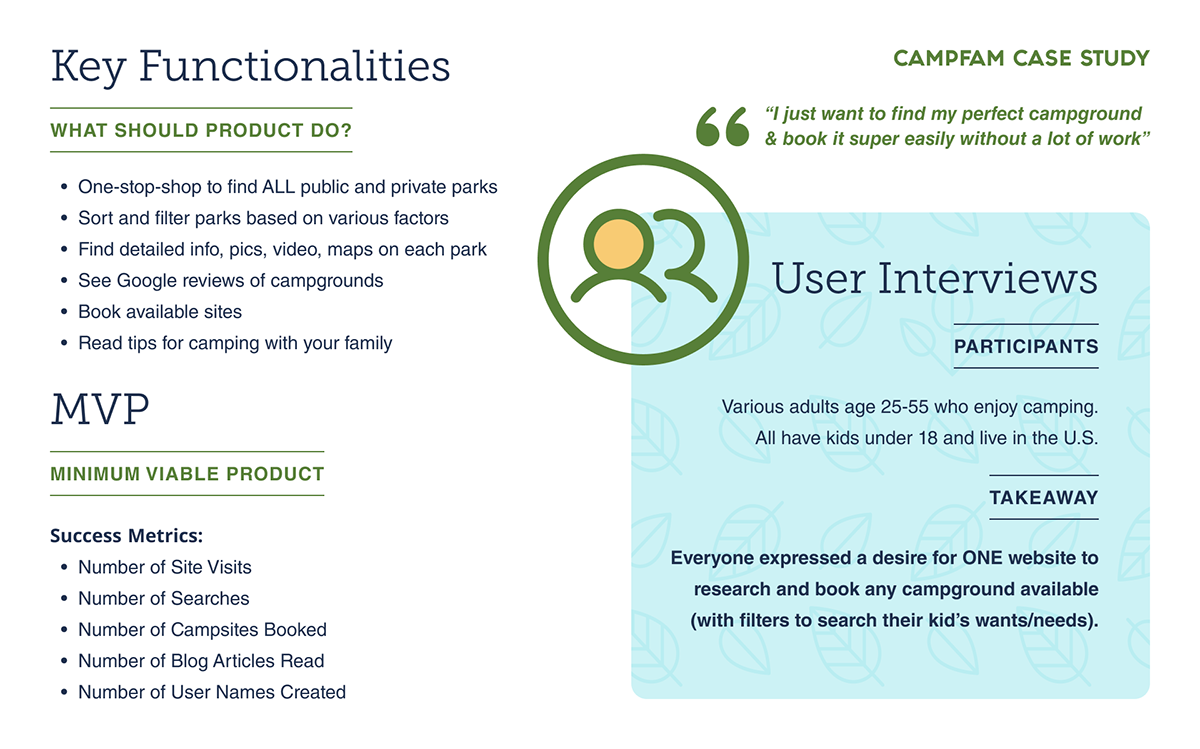 Key Functionalities
WHAT SHOULD PRODUCT DO?
• One-stop-shop to find ALL public and private parks
• Sort and filter parks based on various factors
• Find detailed info, pics, video, maps on each park
• See Google reviews of campgrounds
• Book available sites
• Read tips for camping with your family
MVP
MINIMUM VIABLE PRODUCT
Success Metrics:
• Number of Site Visits
• Number of Searches
• Number of Campsites Booked
• Number of Blog Articles Read
• Number of User Names Created
CAMPFAM CASE STUDY
“I just want to find my perfect campground
& book it super easily without a lot of work”
User Interviews
PARTICIPANTS
Various adults age 25-55 who enjoy camping.
All have kids under 18 and live in the U.S.
TAKEAWAY
Everyone expressed a desire for ONE website to
research and book any campground available
(with filters to search their kid’s wants/needs).